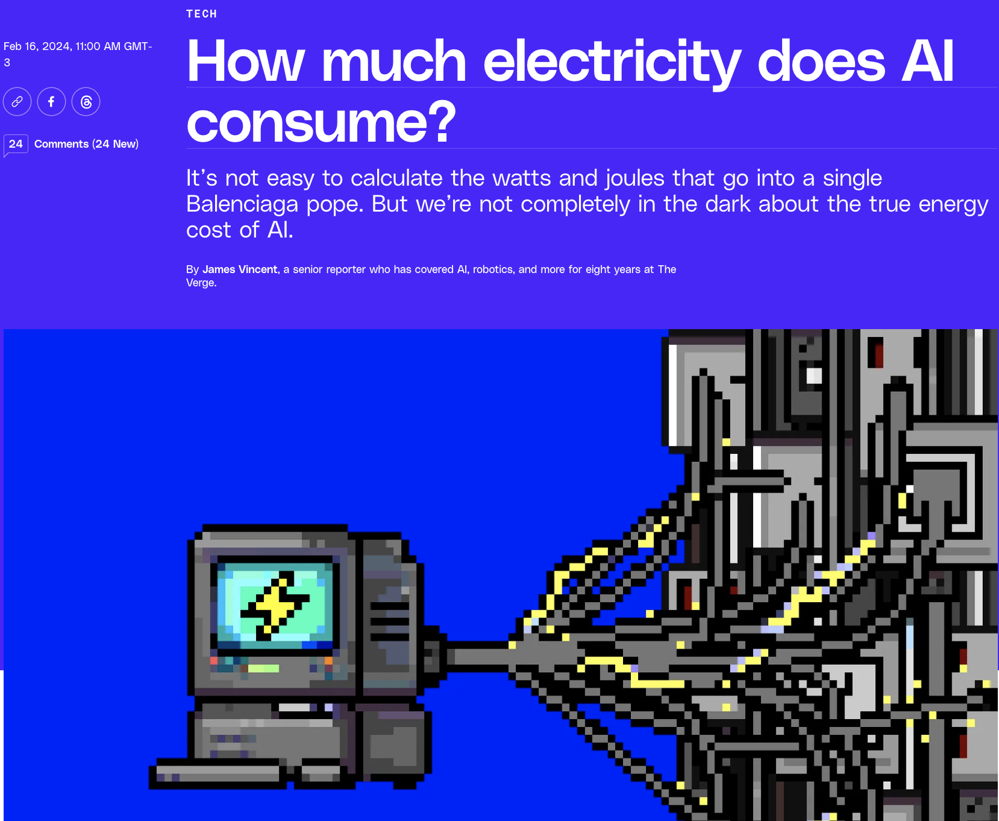 TECH
Feb 16, 2024, 11:00 AM GMT-
3
24 Comments (24 New)
How much electricity does AI
consume?
It’s not easy to calculate the watts and joules that go into a single
Balenciaga pope. But we’re not completely in the dark about the true energy
cost of AI.
By James Vincent, a senior reporter who has covered AI, robotics, and more for eight years at The
Verge.